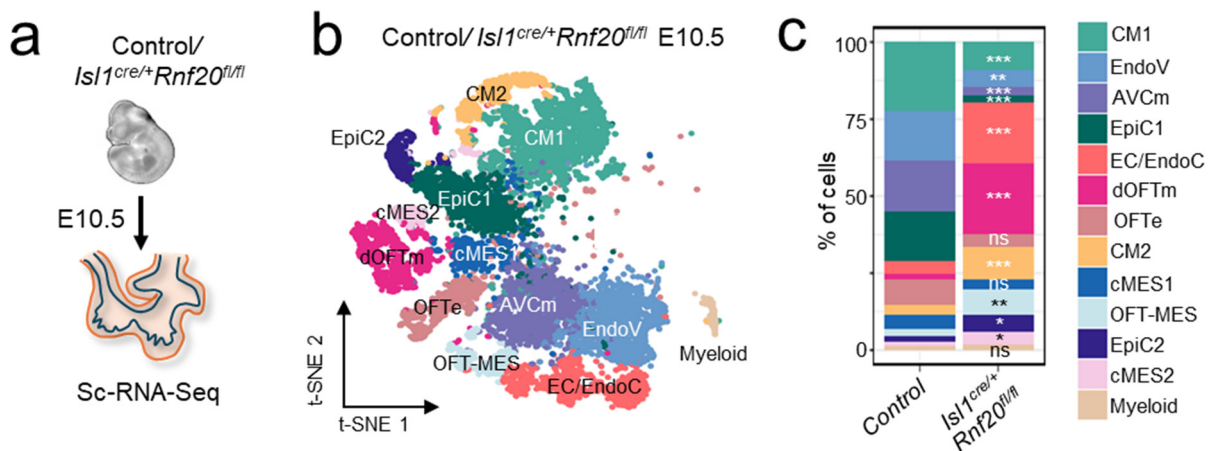 a
Control/
Isl1cre/+Rnf20fl/fl
E10.5
Sc-RNA-Seq
b
Control/ Isl1cre/+Rnf20fl/fl E10.5
CM2
EpiC2
CM1
EpiC1
cMES2
dOFTm
cMES1
OFTe
AVCm
EndoV
Myeloid
OFT-MES
EC/EndoC
t-SNE 2
t-SNE 1
c
% of cells
100
75
50
25
0
***
**
***
***
***
***
ns
***
ns
**
*
*
ns
Control
Isl1cre/+
Rnf20fl/fl
CM1
EndoV
AVCm
EpiC1
EC/EndoC
dOFTm
OFTe
CM2
cMES1
OFT-MES
EpiC2
cMES2
Myeloid